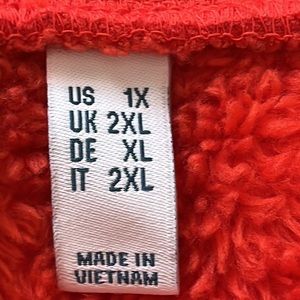 US 1X
UK 2XL
DE XL
IT 2XL
MADE IN
VIETNAM